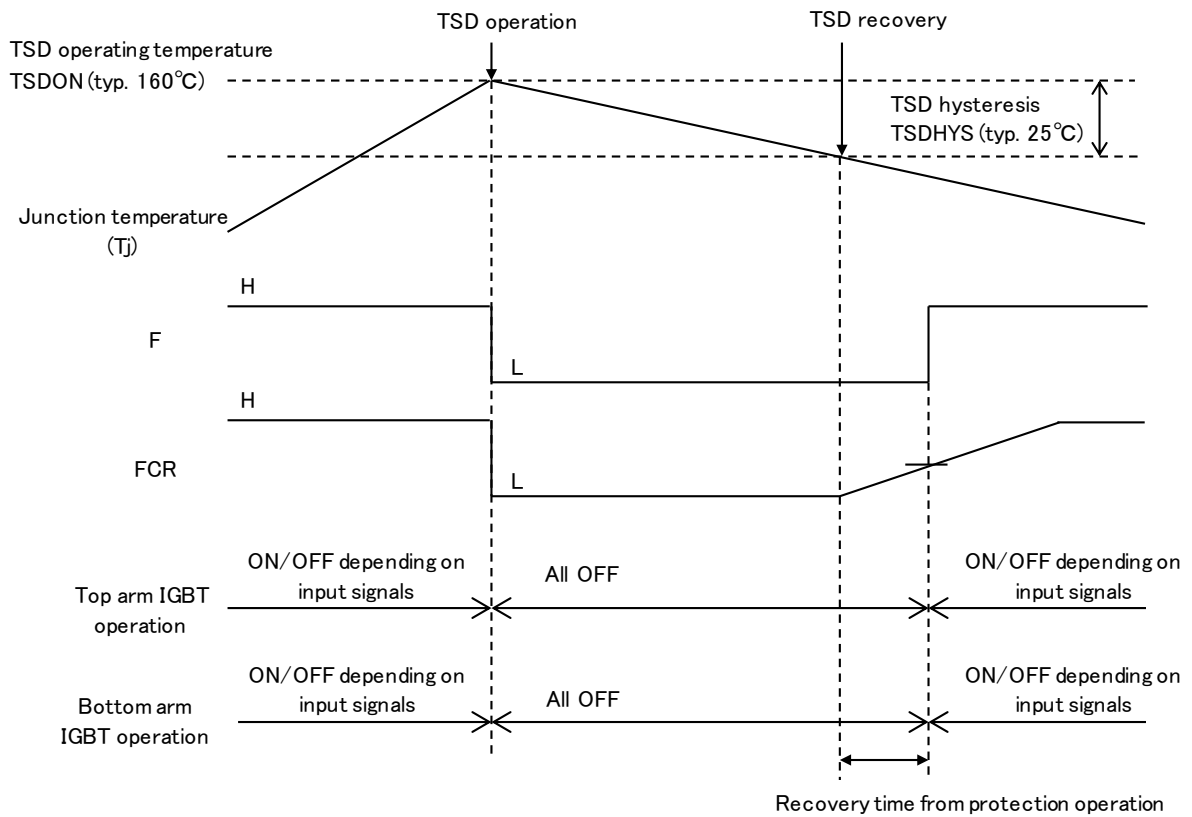 TSD operation
TSD recovery
TSD operating temperature
TSDON (typ. 160℃)
TSD hysteresis
TSDHYS (typ. 25℃)
Junction temperature
(Tj)
H
F
L
H
FCR
L
ON/OFF depending on
input signals
All OFF
ON/OFF depending on
input signals
Top arm IGBT
operation
ON/OFF depending on
input signals
All OFF
ON/OFF depending on
input signals
Bottom arm
IGBT operation
Recovery time from protection operation